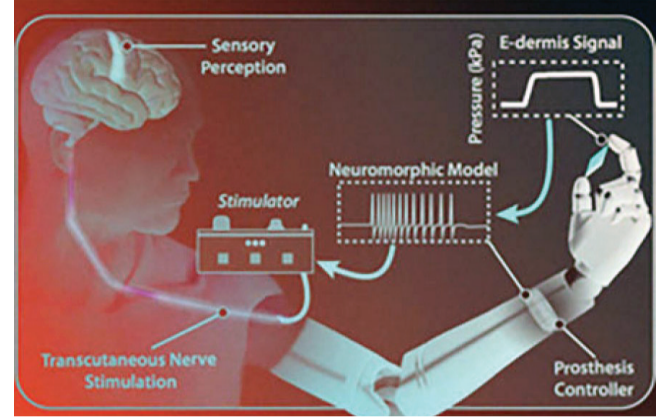 Sensory
Perception
E-dermis Signal
Pressure (kPa)
Neuromorphic Model
Stimulator
Transcutaneous Nerve
Stimulation
Prosthesis
Controller